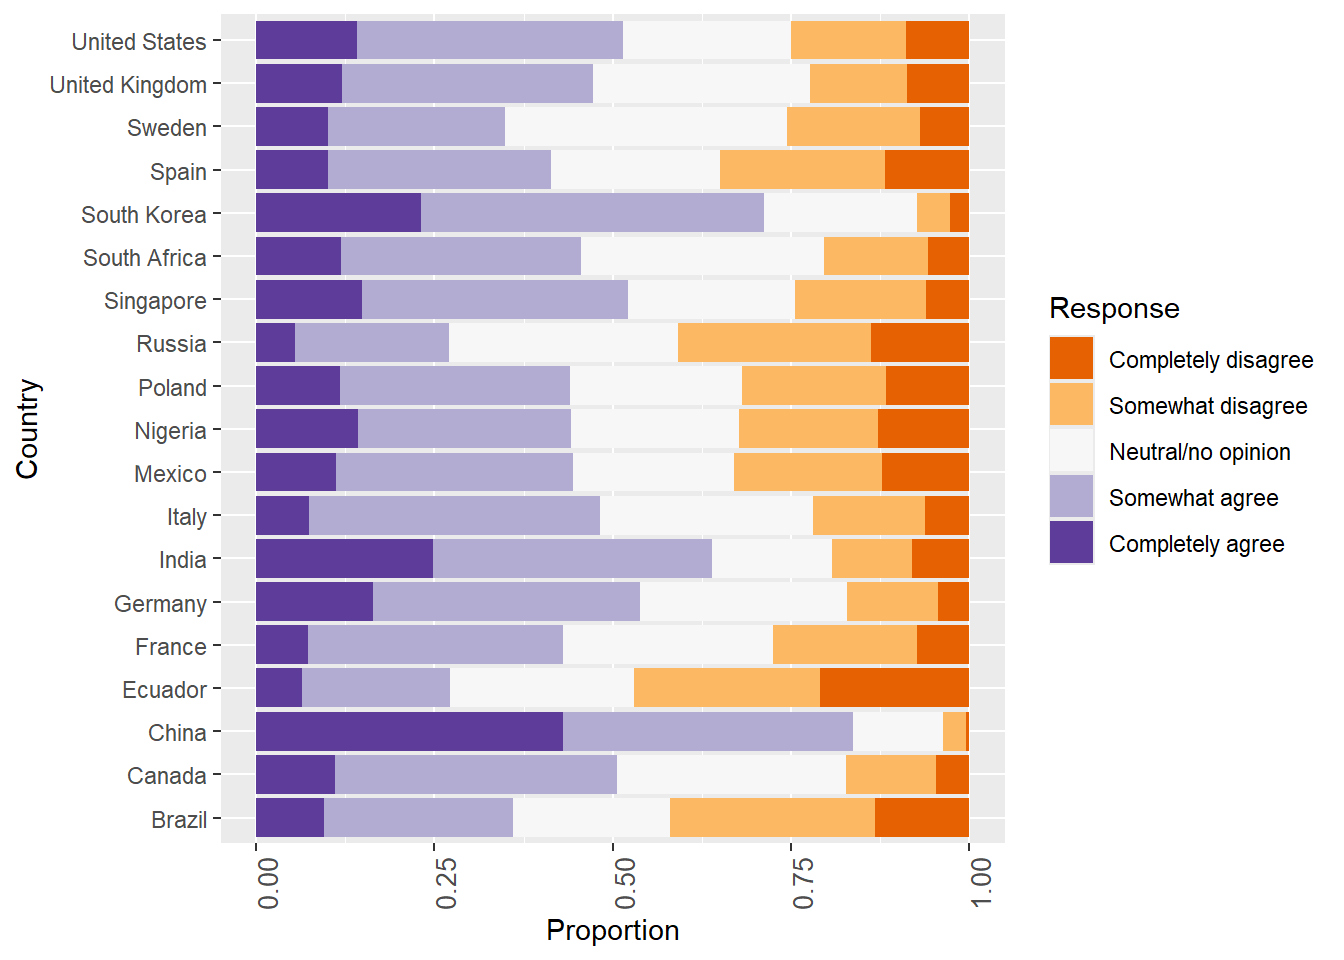 United States
United Kingdom
Sweden
Spain
South Korea
South Africa
Singapore
Russia
Poland
Nigeria
Mexico
Italy
India
Germany
France
Ecuador
China
Canada
Brazil
Country
0.00
0.25
0.50
0.75
1.00
Proportion
Response
Completely disagree
Somewhat disagree
Neutral/no opinion
Somewhat agree
Completely agree